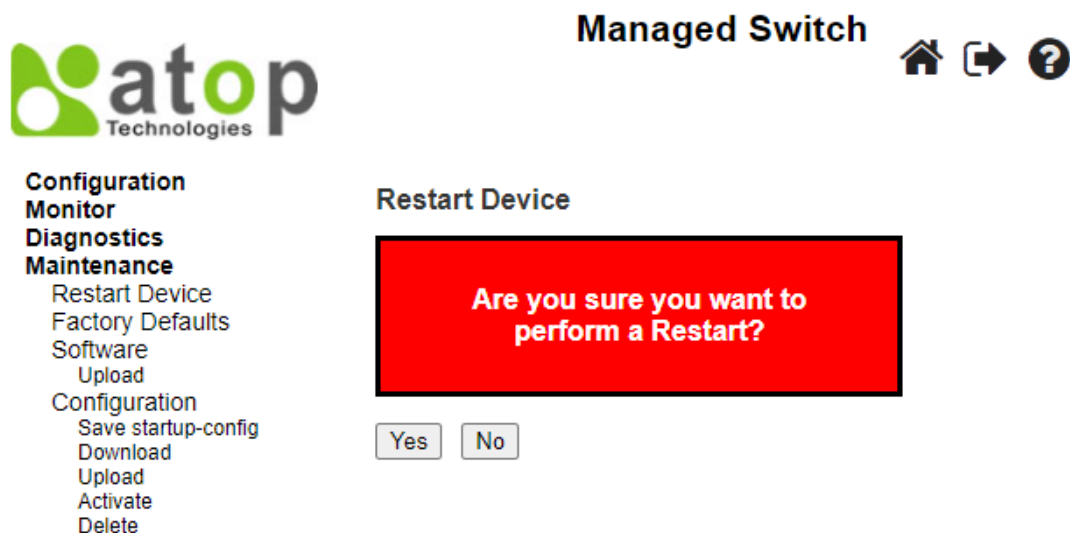 Managed Switch
atop
Technologies
Configuration
Monitor
Diagnostics
Maintenance
Restart Device
Factory Defaults
Software
Upload
Configuration
Save startup-config
Download
Upload
Activate
Delete
Restart Device
Are you sure you want to
perform a Restart?
Yes No